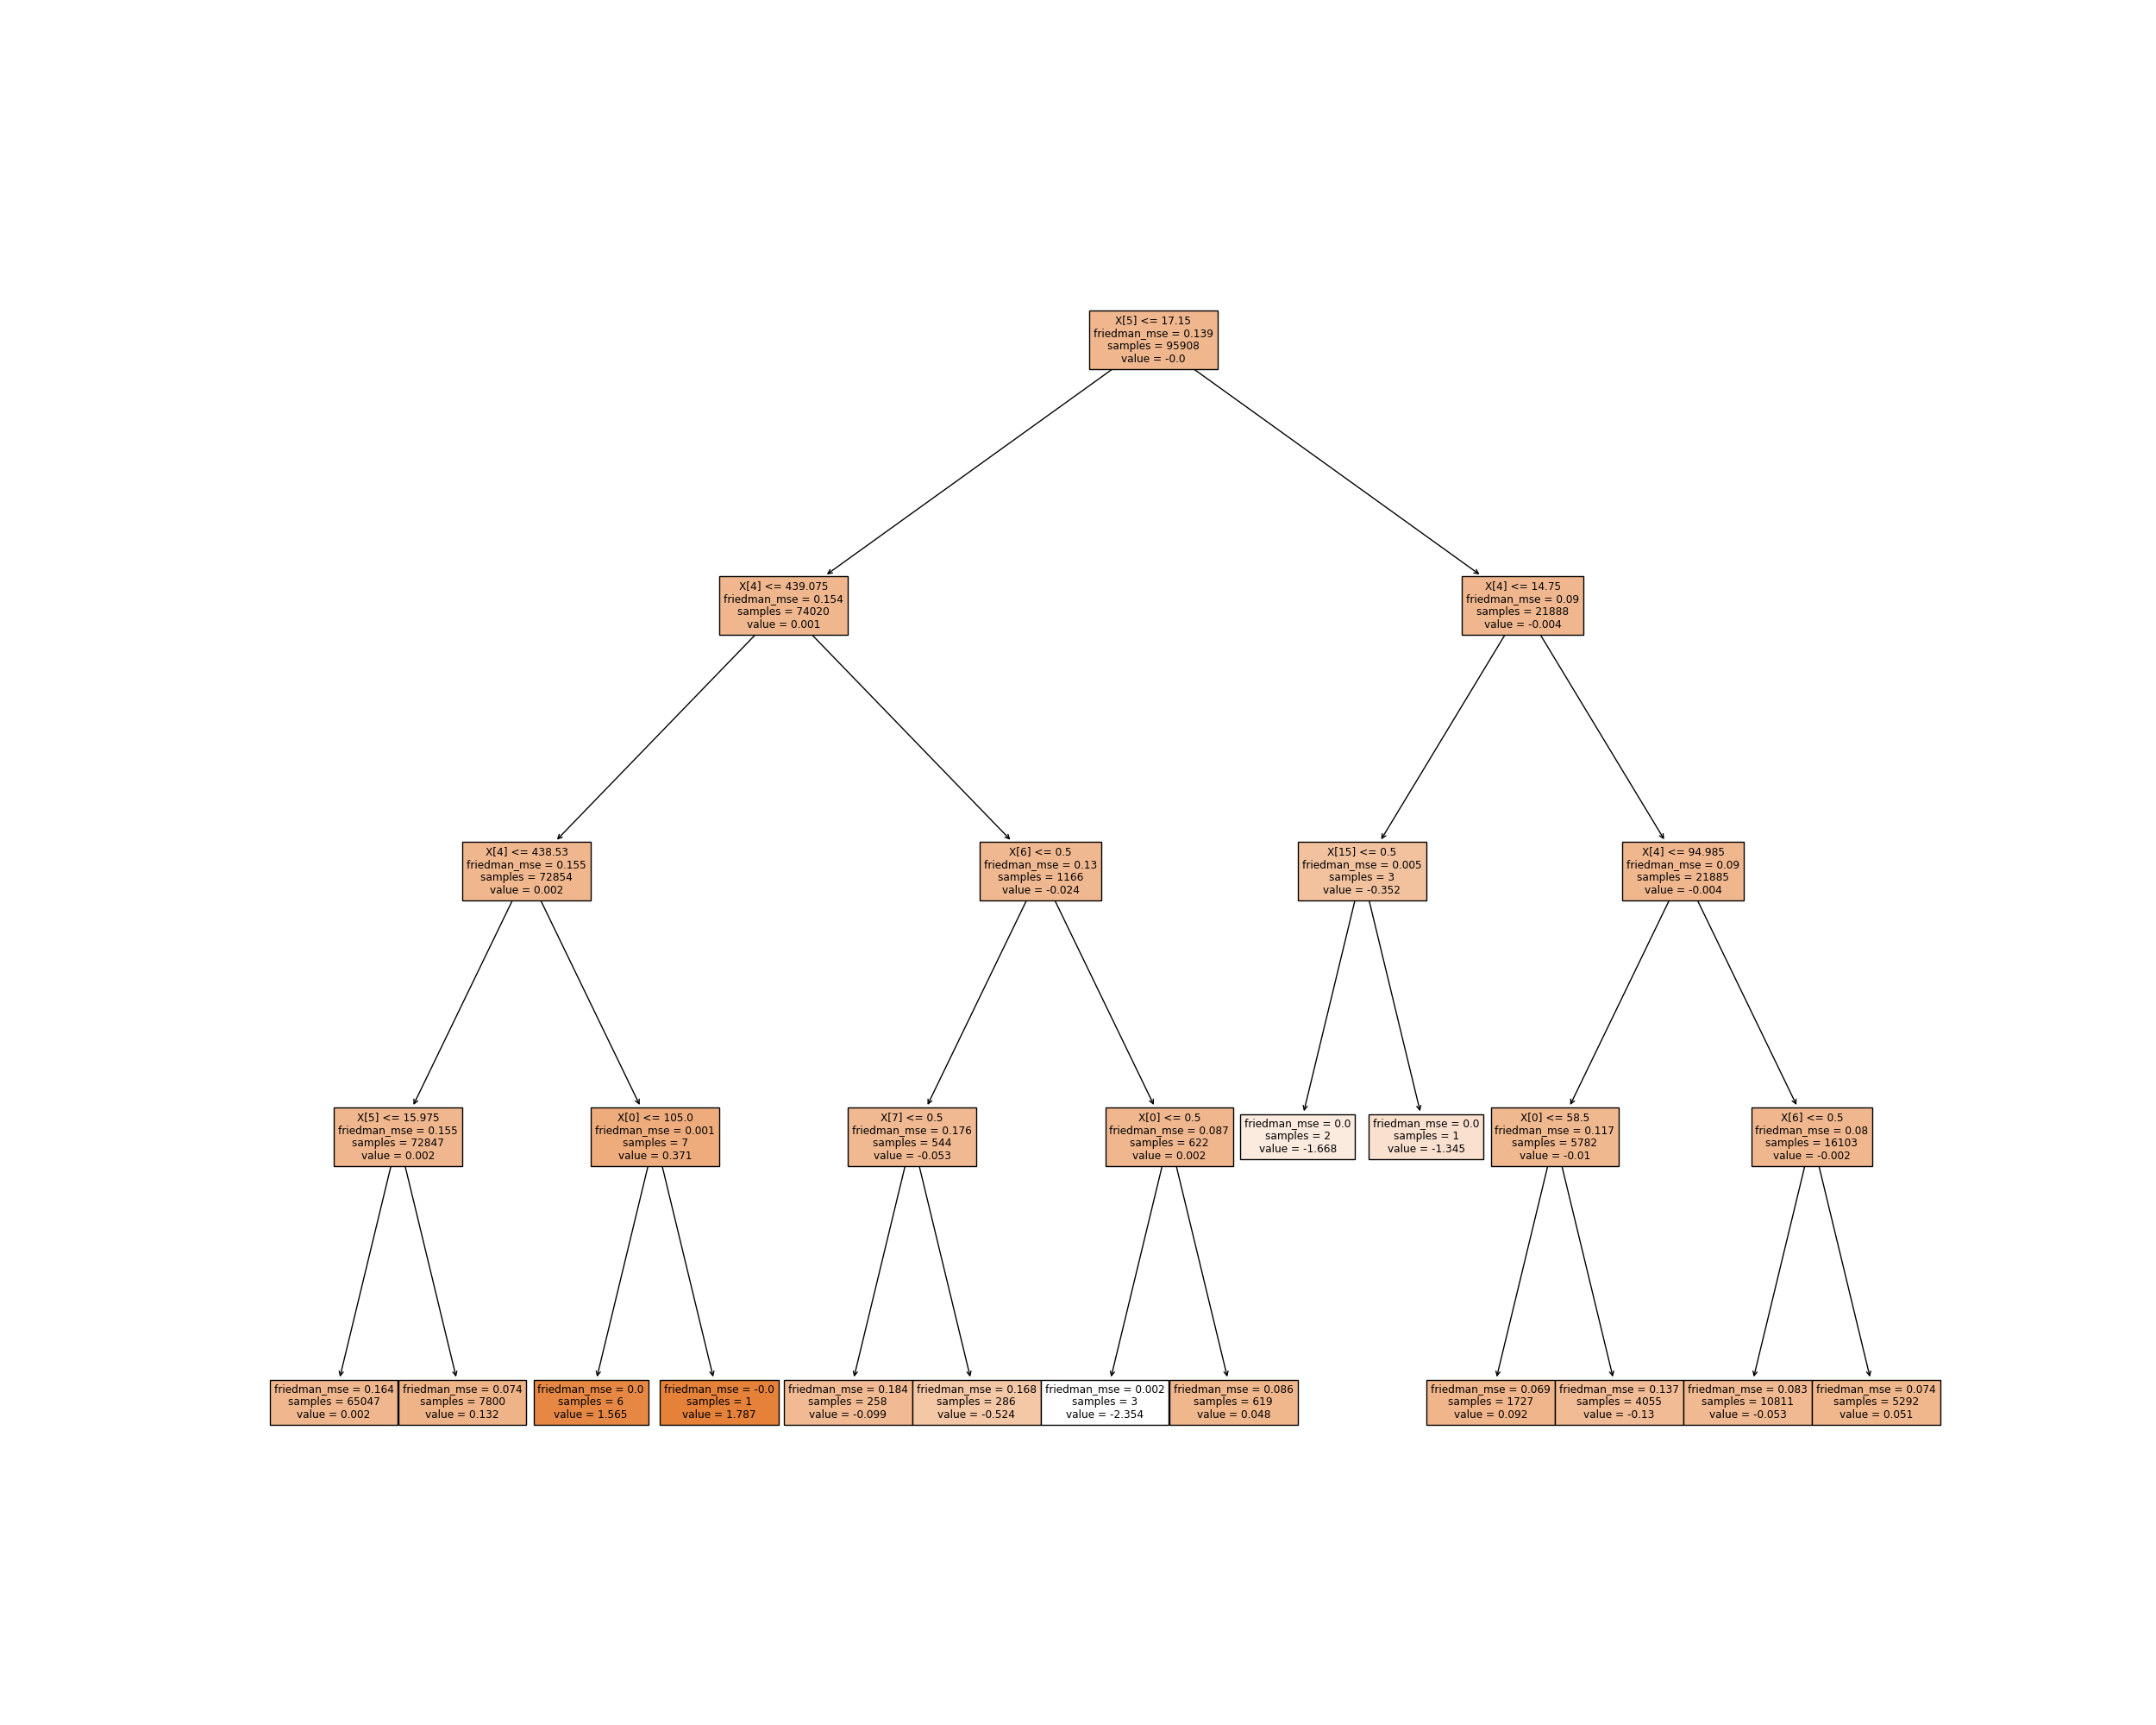 X[5] <= 17.15
friedman_mse = 0.139
samples = 95908
value = -0.0
X[4] <= 439.075
friedman_mse = 0.154
samples = 74020
value = 0.001
X[4] <= 14.75
friedman_mse = 0.09
samples = 21888
value = -0.004
X[4] <= 438.53
friedman_mse = 0.155
samples = 72854
value = 0.002
X[6] <= 0.5
friedman_mse = 0.13
samples = 1166
value = -0.024
X[15] <= 0.5
friedman_mse = 0.005
samples = 3
value = -0.352
X[4] <= 94.985
friedman_mse = 0.09
samples = 21885
value = -0.004
X[5] <= 15.975
friedman_mse = 0.155
samples = 72847
value = 0.002
X[0] <= 105.0
friedman_mse = 0.001
samples = 7
value = 0.371
X[7] <= 0.5
friedman_mse = 0.176
samples = 544
value = -0.053
X[0] <= 0.5
friedman_mse = 0.087
samples = 622
value = 0.002
friedman_mse = 0.0
samples = 2
value = -1.668
friedman_mse = 0.0
samples = 1
value = -1.345
X[0] <= 58.5
friedman_mse = 0.117
samples = 5782
value = -0.01
X[6] <= 0.5
friedman_mse = 0.08
samples = 16103
value = -0.002
friedman_mse = 0.164
samples = 65047
value = 0.002
friedman_mse = 0.074
samples = 7800
value = 0.132
friedman_mse = 0.0
samples = 6
value = 1.565
friedman_mse = -0.0
samples = 1
value = 1.787
friedman_mse = 0.184
samples = 258
value = -0.099
friedman_mse = 0.168
samples = 286
value = -0.524
friedman_mse = 0.002
samples = 3
value = -2.354
friedman_mse = 0.086
samples = 619
value = 0.048
friedman_mse = 0.069
samples = 1727
value = 0.092
friedman_mse = 0.137
samples = 4055
value = -0.13
friedman_mse = 0.083
samples = 10811
value = -0.053
friedman_mse = 0.074
samples = 5292
value = 0.051